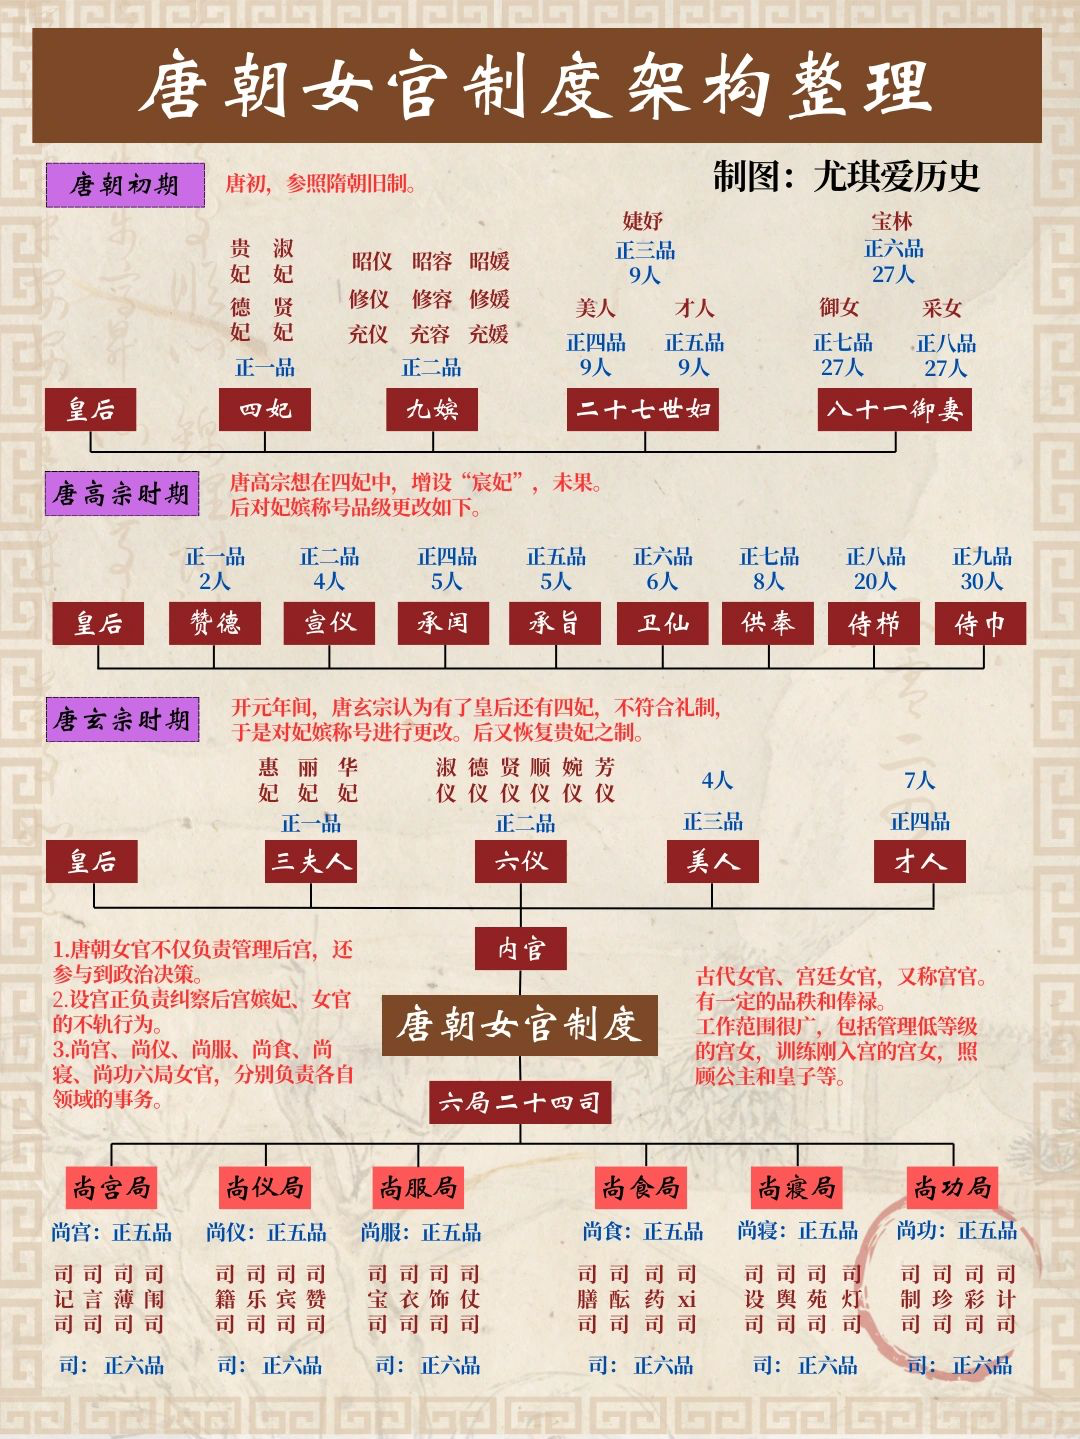 唐朝女官制度架构整理
制图：尤琪爱历史
唐朝初期
唐初，参照隋朝旧制。
皇后
贵妃 淑妃
德妃 贤妃
正一品
四妃
昭仪 昭容 昭媛
修仪 修容 修媛
充仪 充容 充媛
正二品
九嫔
婕妤
正三品
9人
美人 才人
正四品 正五品
9人 9人
二十七世妇
宝林
正六品
27人
御女 采女
正七品 正八品
27人 27人
八十一御妻
唐高宗时期
唐高宗想在四妃中，增设“宸妃”，未果。
后对妃嫔称号品级更改如下。
正一品 正二品 正四品 正五品 正六品 正七品 正八品 正九品
2人 4人 5人 5人 6人 8人 20人 30人
皇后 赞德 宣仪 承闰 承旨 卫仙 供奉 侍栉 侍巾
唐玄宗时期
开元年间，唐玄宗认为有了皇后还有四妃，不符合礼制，
于是对妃嫔称号进行更改。后又恢复贵妃之制。
惠妃 丽妃 华妃
正一品
淑仪 德仪 贤仪 顺仪 婉仪 芳仪
正二品
4人
正三品
7人
正四品
皇后 三夫人 六仪 美人 才人
内官
唐朝女官制度
六局二十四司
1.唐朝女官不仅负责管理后宫，还
参与到政治决策。
2.设宫正负责纠察后宫嫔妃、女官
的不轨行为。
3.尚宫、尚仪、尚服、尚食、尚
寝、尚功六局女官，分别负责各自
领域的事务。
古代女官、宫廷女官，又称宫官。
有一定的品秩和俸禄。
工作范围很广，包括管理低等级
的宫女，训练刚入宫的宫女，照
顾公主和皇子等。
尚宫局 尚仪局 尚服局 尚食局 尚寝局 尚功局
尚宫：正五品 尚仪：正五品 尚服：正五品 尚食：正五品 尚寝：正五品 尚功：正五品
司记司 司言司 司薄司 司闱司
司籍司 司乐司 司宾司 司赞司
司宝司 司衣司 司饰司 司仗司
司膳司 司酝司 司药司 司xi司
司设司 司舆司 司苑司 司灯司
司制司 司珍司 司彩司 司计司
司：正六品 司：正六品 司：正六品 司：正六品 司：正六品 司：正六品